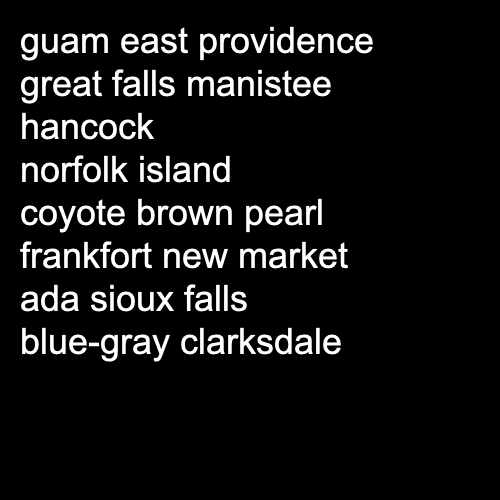 guam east providence
great falls manistee
hancock
norfolk island
coyote brown pearl
frankfort new market
ada sioux falls
blue-gray clarksdale